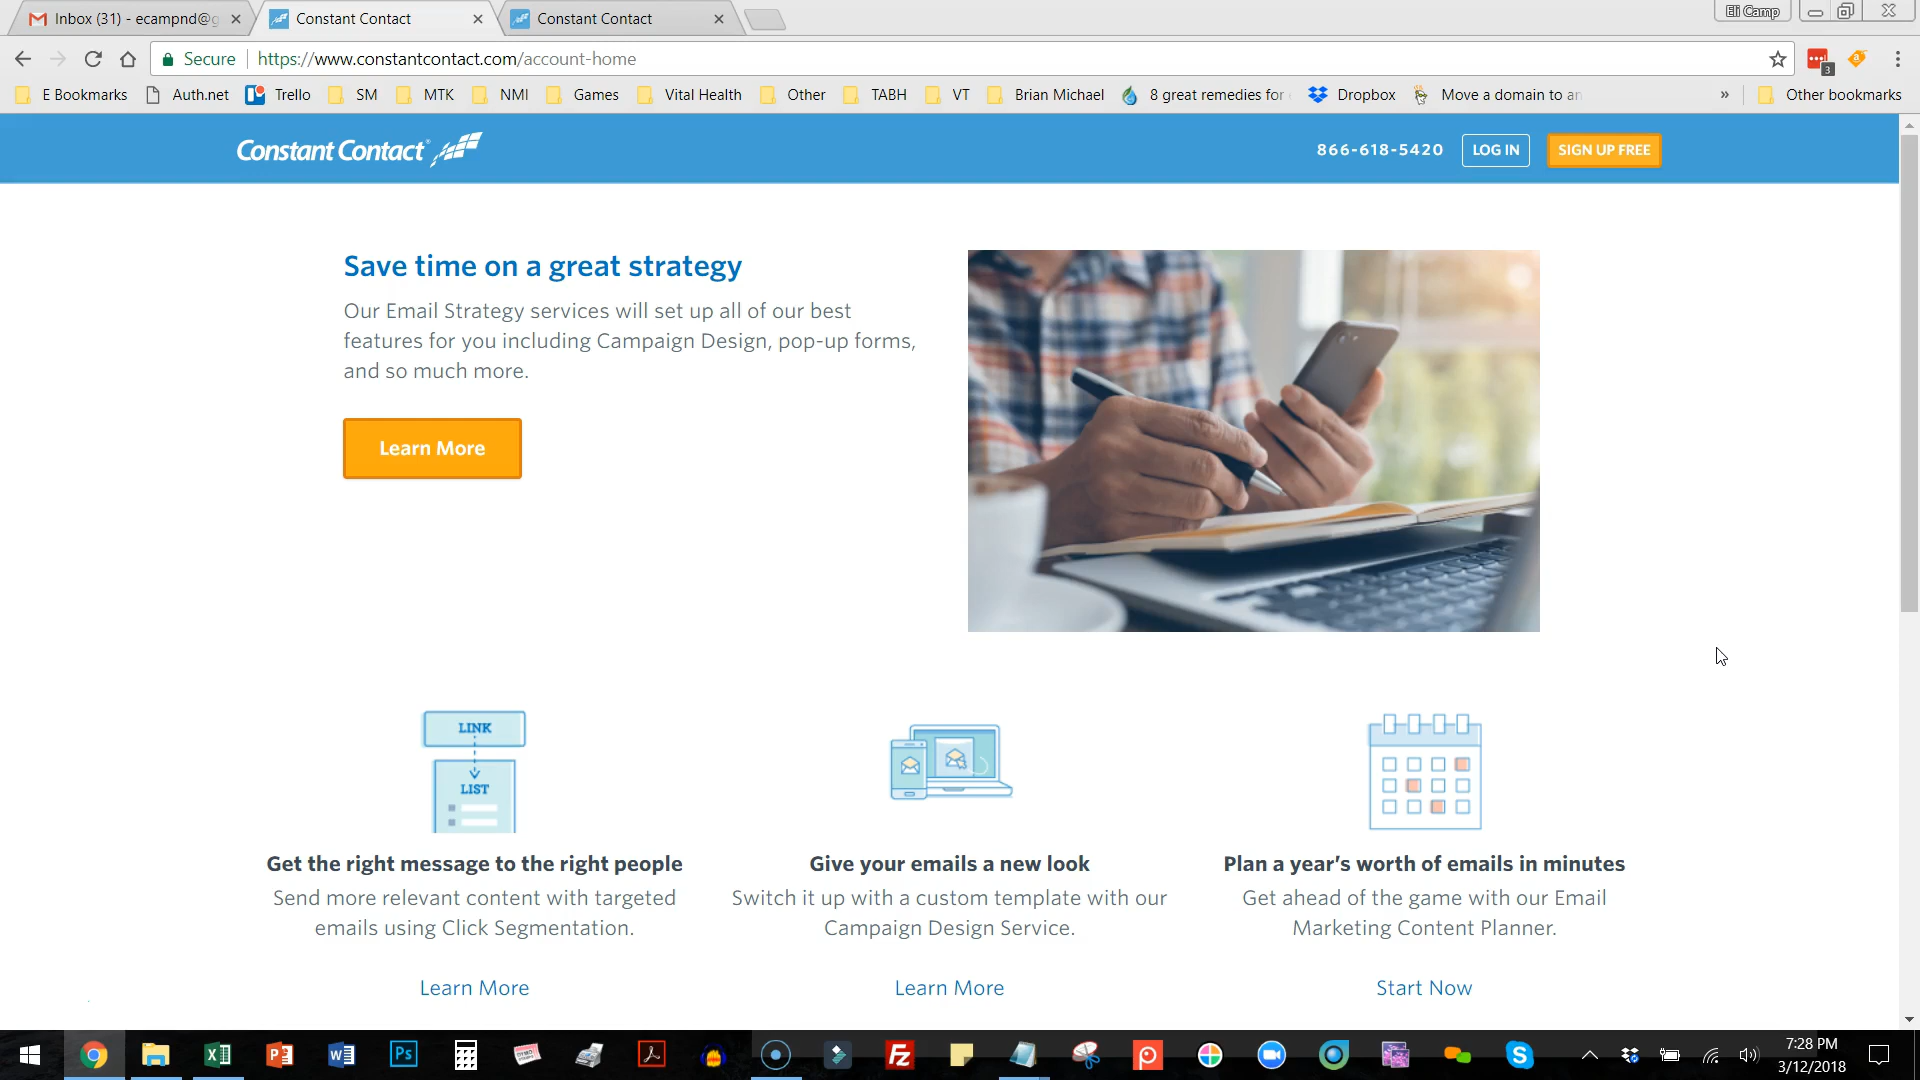 Inbox (31) - ecampnd@g
Constant Contact
Constant Contact
Eli Camp
Secure
https://www.constantcontact.com/account-home
3
E Bookmarks
Auth.net
Trello
SM
MTK
NMI
Games
Vital Health
Other
TABH
VT
Brian Michael
8 great remedies for
Dropbox
Move a domain to an
»
Other bookmarks
Constant Contact
866-618-5420
LOG IN
SIGN UP FREE
Save time on a great strategy
Our Email Strategy services will set up all of our best
features for you including Campaign Design, pop-up forms,
and so much more.
Learn More
LINK
LIST
Get the right message to the right people
Send more relevant content with targeted
emails using Click Segmentation.
Learn More
Give your emails a new look
Switch it up with a custom template with our
Campaign Design Service.
Learn More
Plan a year's worth of emails in minutes
Get ahead of the game with our Email
Marketing Content Planner.
Start Now
Ps
Fz
7:28 PM
3/12/2018